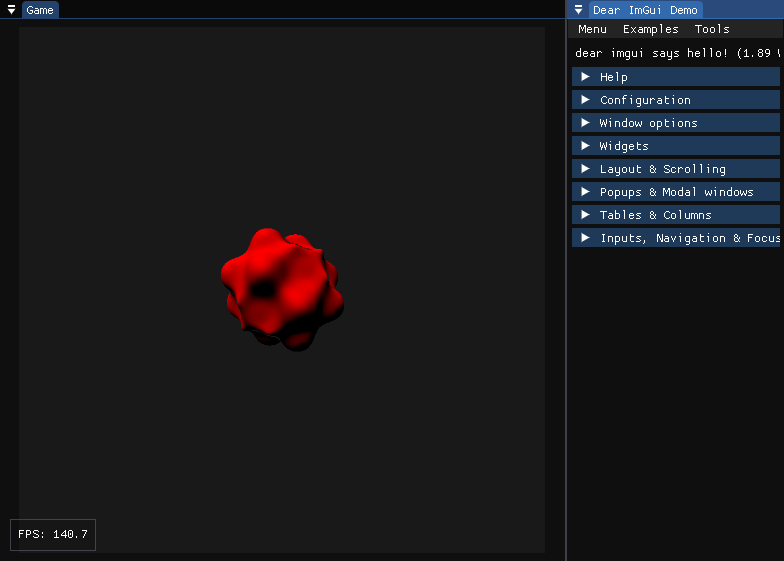 Game
Dear ImGui Demo
Menu Examples Tools
dear imgui says hello! (1.89
Help
Configuration
Window options
Widgets
Layout & Scrolling
Popups & Modal windows
Tables & Columns
Inputs, Navigation & Focus
FPS: 140.7